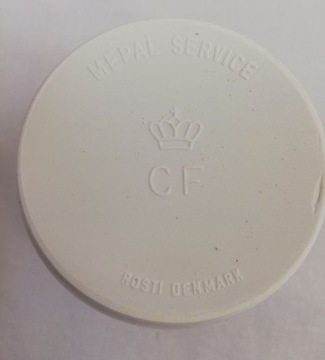 MEPAL SERVICE
CF
ROSTI DENMARK